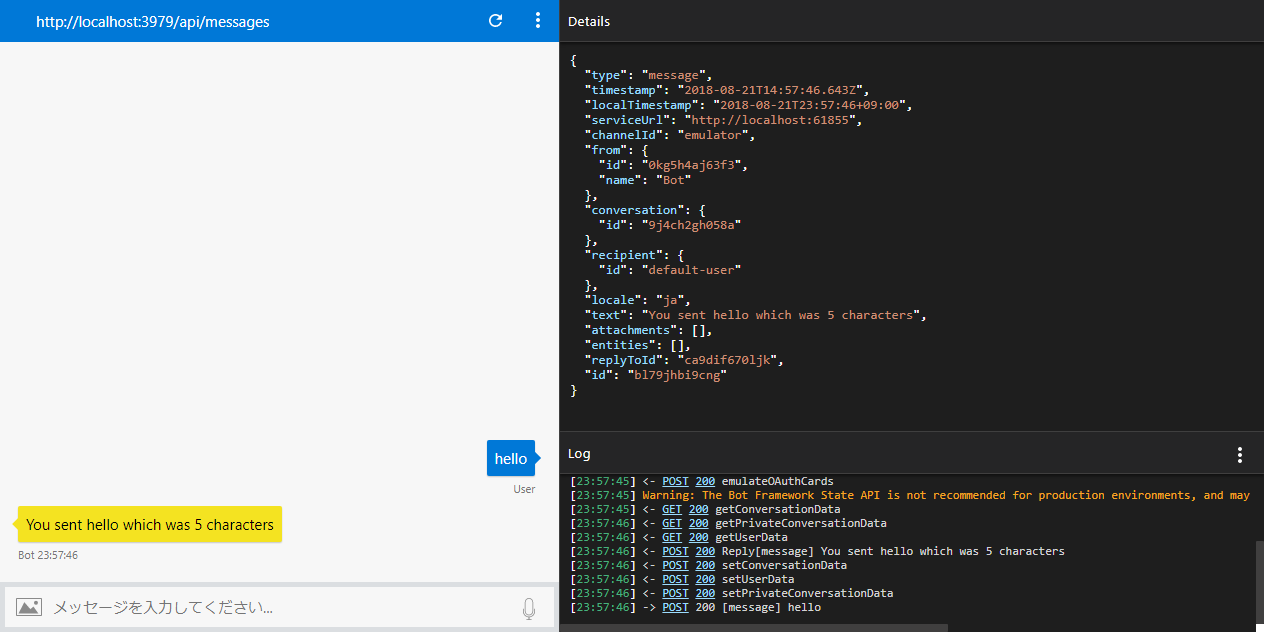 http://localhost:3979/api/messages
hello
User
You sent hello which was 5 characters
Bot 23:57:46
メッセージを入力してください...
Details
{
"type": "message",
"timestamp": "2018-08-21T14:57:46.643Z",
"localTimestamp": "2018-08-21T23:57:46+09:00",
"serviceUrl": "http://localhost:61855",
"channelId": "emulator",
"from": {
"id": "0kg5h4aj63f3",
"name": "Bot"
},
"conversation": {
"id": "9j4ch2gh058a"
},
"recipient": {
"id": "default-user"
},
"locale": "ja",
"text": "You sent hello which was 5 characters",
"attachments": [],
"entities": [],
"replyToId": "ca9dif670ljk",
"id": "bl79jhbi9cng"
}
Log
[23:57:45] <- POST 200 emulateOAuthCards
[23:57:45] Warning: The Bot Framework State API is not recommended for production environments, and may
[23:57:45] <- GET 200 getConversationData
[23:57:46] <- GET 200 getPrivateConversationData
[23:57:46] <- GET 200 getUserData
[23:57:46] <- POST 200 Reply[message] You sent hello which was 5 characters
[23:57:46] <- POST 200 setConversationData
[23:57:46] <- POST 200 setUserData
[23:57:46] <- POST 200 setPrivateConversationData
[23:57:46] -> POST 200 [message] hello